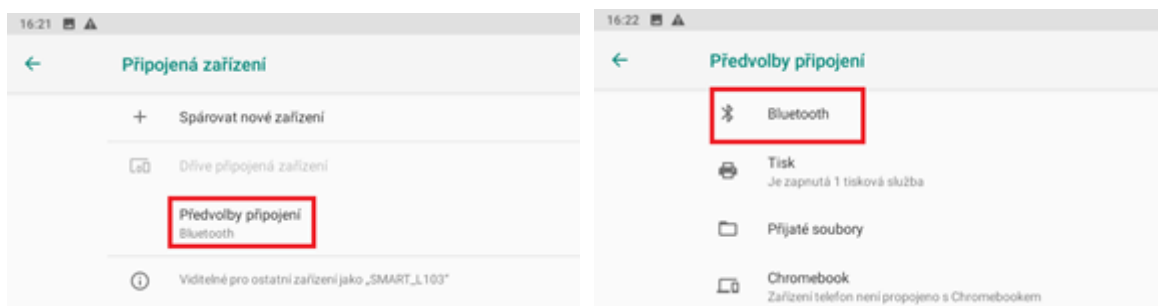 16:21
Připojená zařízení
Spárovat nové zařízení
Dříve připojená zařízení
Předvolby připojení
Bluetooth
Viditelné pro ostatní zařízení jako „SMART_L103"
16:22
Předvolby připojení
Bluetooth
Tisk
Je zapnutá 1 tisková služba
Přijaté soubory
Chromebook
Zařízení telefon není propojeno s Chromebookem